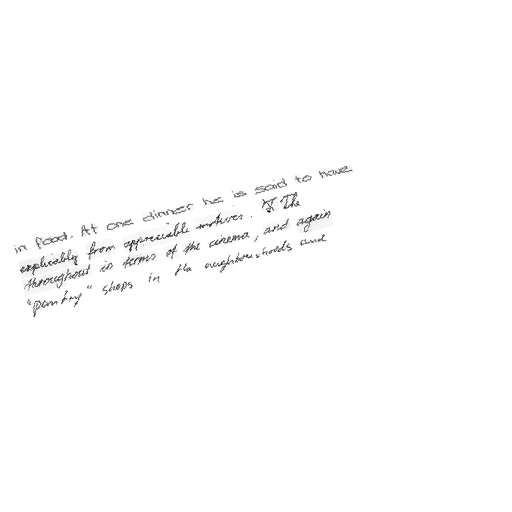 in food. At one dinner he is said to have
explicably from appreciable motives. The
throughout in terms of the cinema, and again
"pantry" shops in the neighbourhoods and